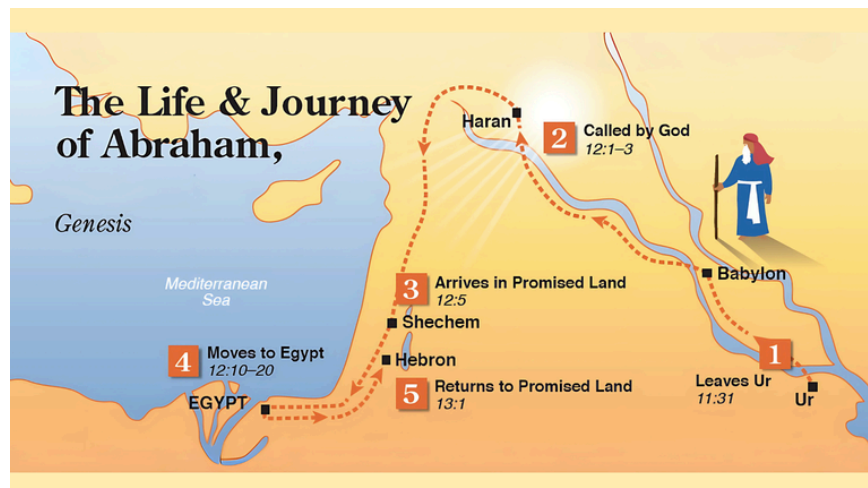 The Life & Journey
of Abraham,
Genesis
Haran
2
Called by God
12:1–3
Mediterranean
Sea
Babylon
3
Arrives in Promised Land
12:5
Shechem
4
Moves to Egypt
12:10–20
Hebron
1
Leaves Ur
11:31
Ur
5
Returns to Promised Land
13:1
EGYPT